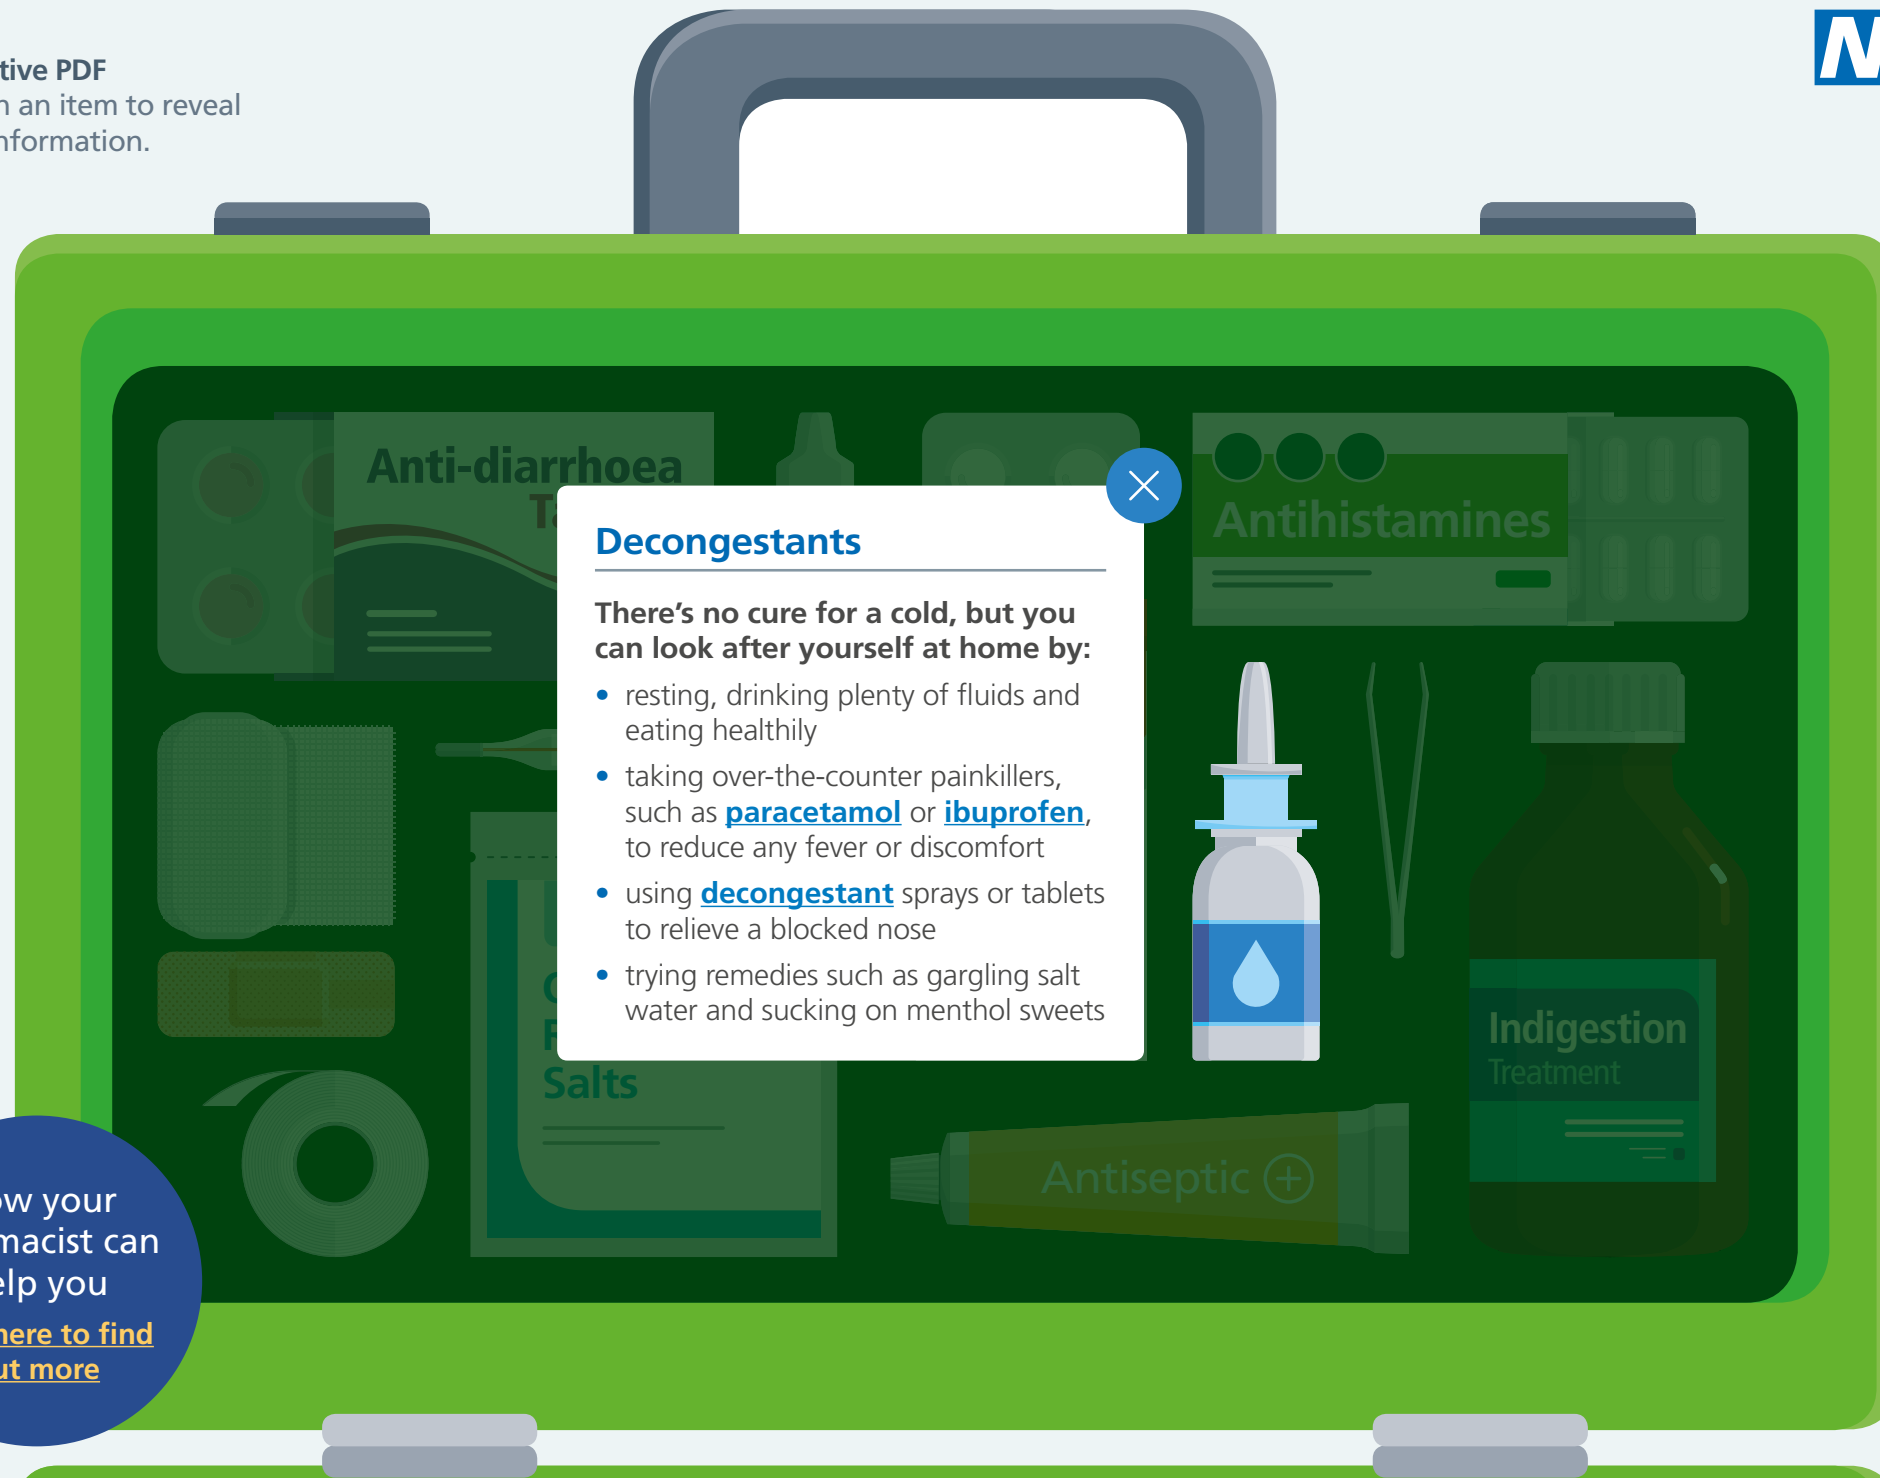 tive PDF
n an item to reveal
nformation.
N
Anti-diarrhoea
Antihistamines
Decongestants
There's no cure for a cold, but you
can look after yourself at home by:
• resting, drinking plenty of fluids and
eating healthily
• taking over-the-counter painkillers,
such as paracetamol or ibuprofen,
to reduce any fever or discomfort
• using decongestant sprays or tablets
to relieve a blocked nose
• trying remedies such as gargling salt
water and sucking on menthol sweets
Salts
Indigestion
Treatment
Antiseptic
ow your
macist can
elp you
here to find
ut more